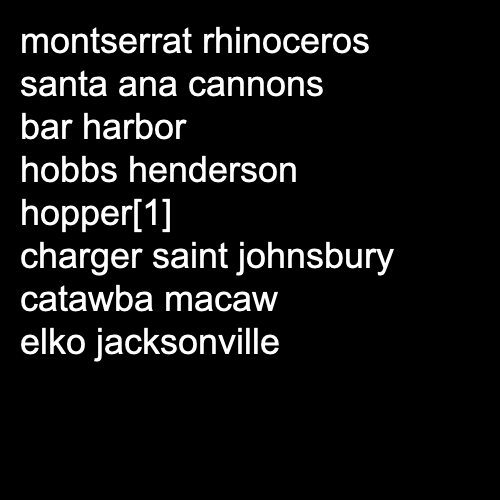 montserrat rhinoceros
santa ana cannons
bar harbor
hobbs henderson
hopper[1]
charger saint johnsbury
catawba macaw
elko jacksonville